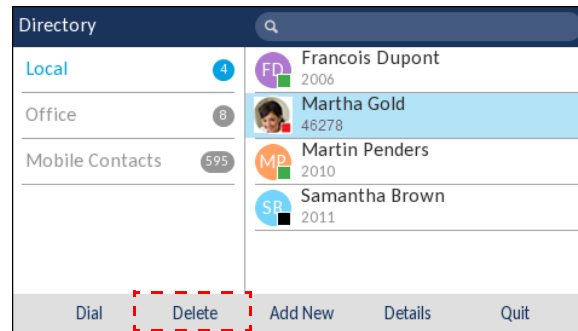 Directory
Local 4
Office 8
Mobile Contacts 595
FD Francois Dupont
2006
Martha Gold
46278
MP Martin Penders
2010
SB Samantha Brown
2011
Dial Delete Add New Details Quit